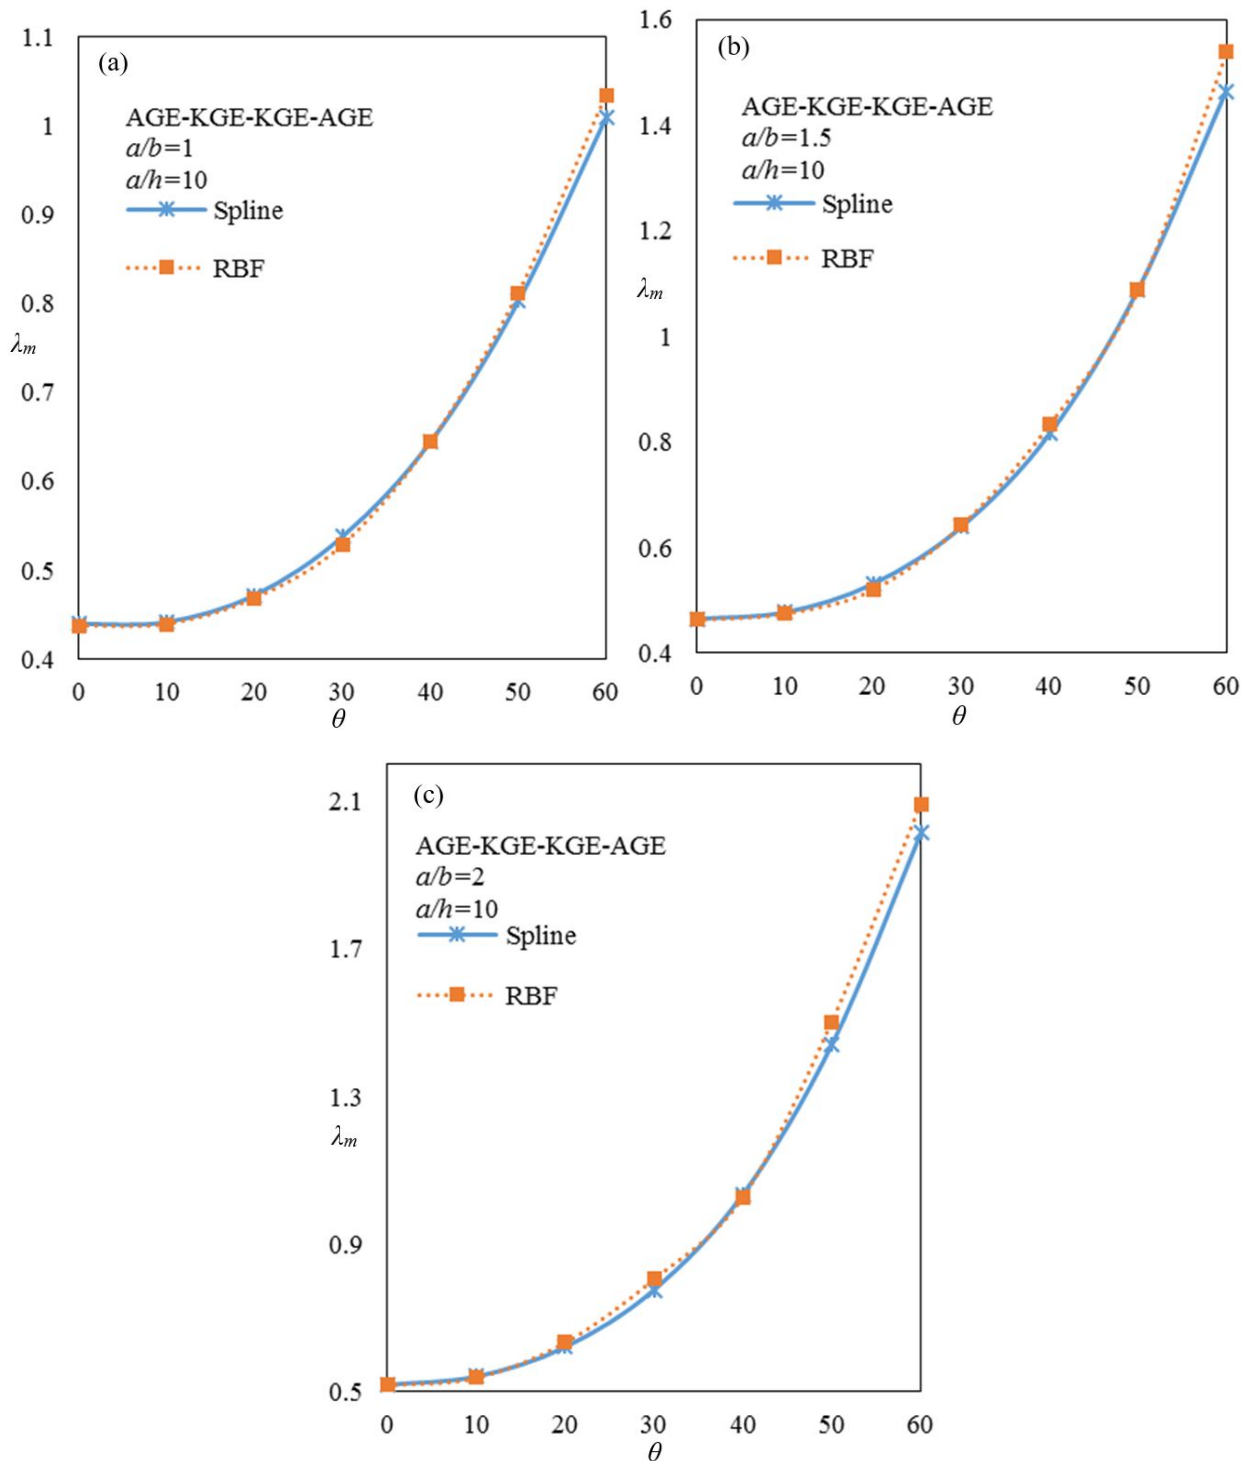 (a)
AGE-KGE-KGE-AGE
a/b=1
a/h=10
Spline
RBF
1.1
1
0.9
0.8
0.7
0.6
0.5
0.4
λm
0 10 20 30 40 50 60
θ
(b)
AGE-KGE-KGE-AGE
a/b=1.5
a/h=10
Spline
RBF
1.6
1.4
1.2
1
0.8
0.6
0.4
λm
0 10 20 30 40 50 60
θ
(c)
AGE-KGE-KGE-AGE
a/b=2
a/h=10
Spline
RBF
2.1
1.7
1.3
0.9
0.5
λm
0 10 20 30 40 50 60
θ